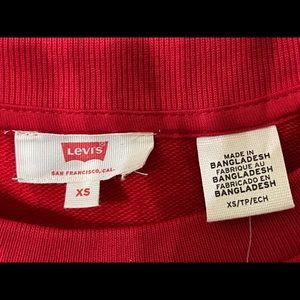 Levi's
SAN FRANCISCO, CAL.
XS
MADE IN
BANGLADESH
FABRIQUÉ AU
BANGLADESH
FABRICADO EN
BANGLADESH
XS/TP/ECH